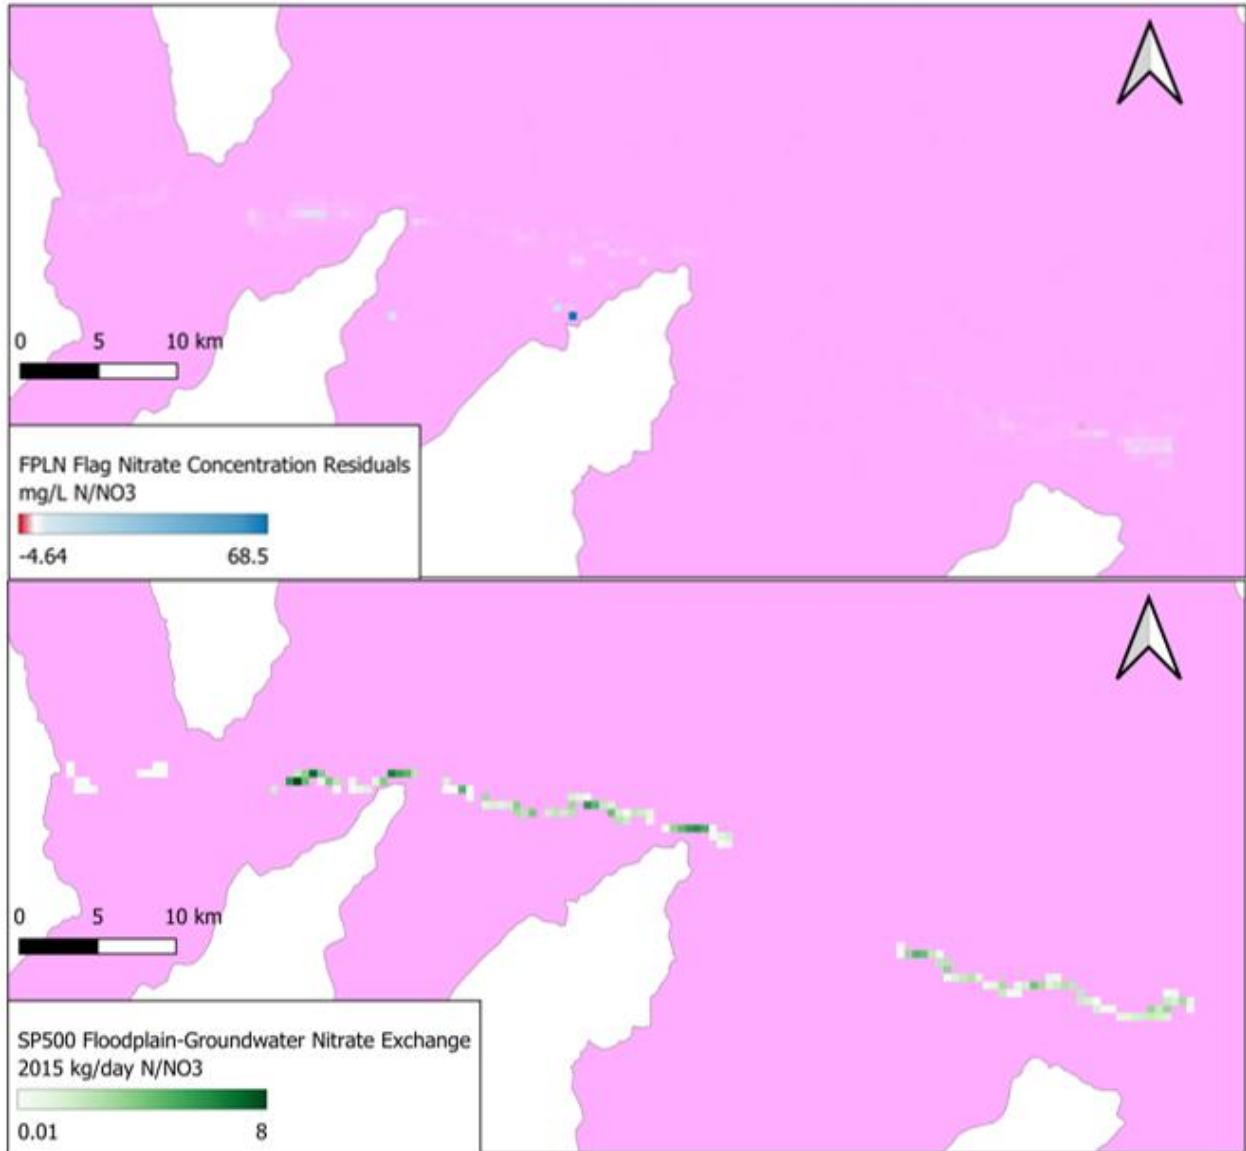 0 5 10 km
FPLN Flag Nitrate Concentration Residuals
mg/L N/NO3
-4.64 68.5
0 5 10 km
SP500 Floodplain-Groundwater Nitrate Exchange
2015 kg/day N/NO3
0.01 8